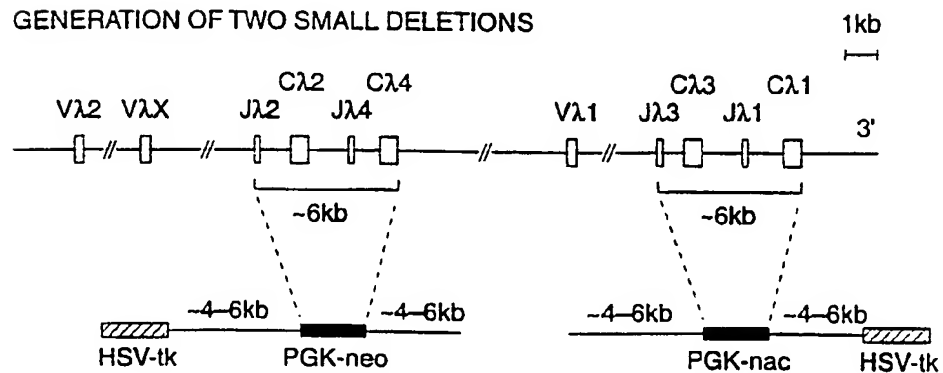 GENERATION OF TWO SMALL DELETIONS
1kb
Cλ2 Cλ4 Cλ3 Cλ1
Vλ2 VλX Jλ2 Jλ4 Vλ1 Jλ3 Jλ1
3'
~6kb ~6kb
~4–6kb ~4–6kb ~4–6kb ~4–6kb
HSV-tk PGK-neo PGK-nac HSV-tk